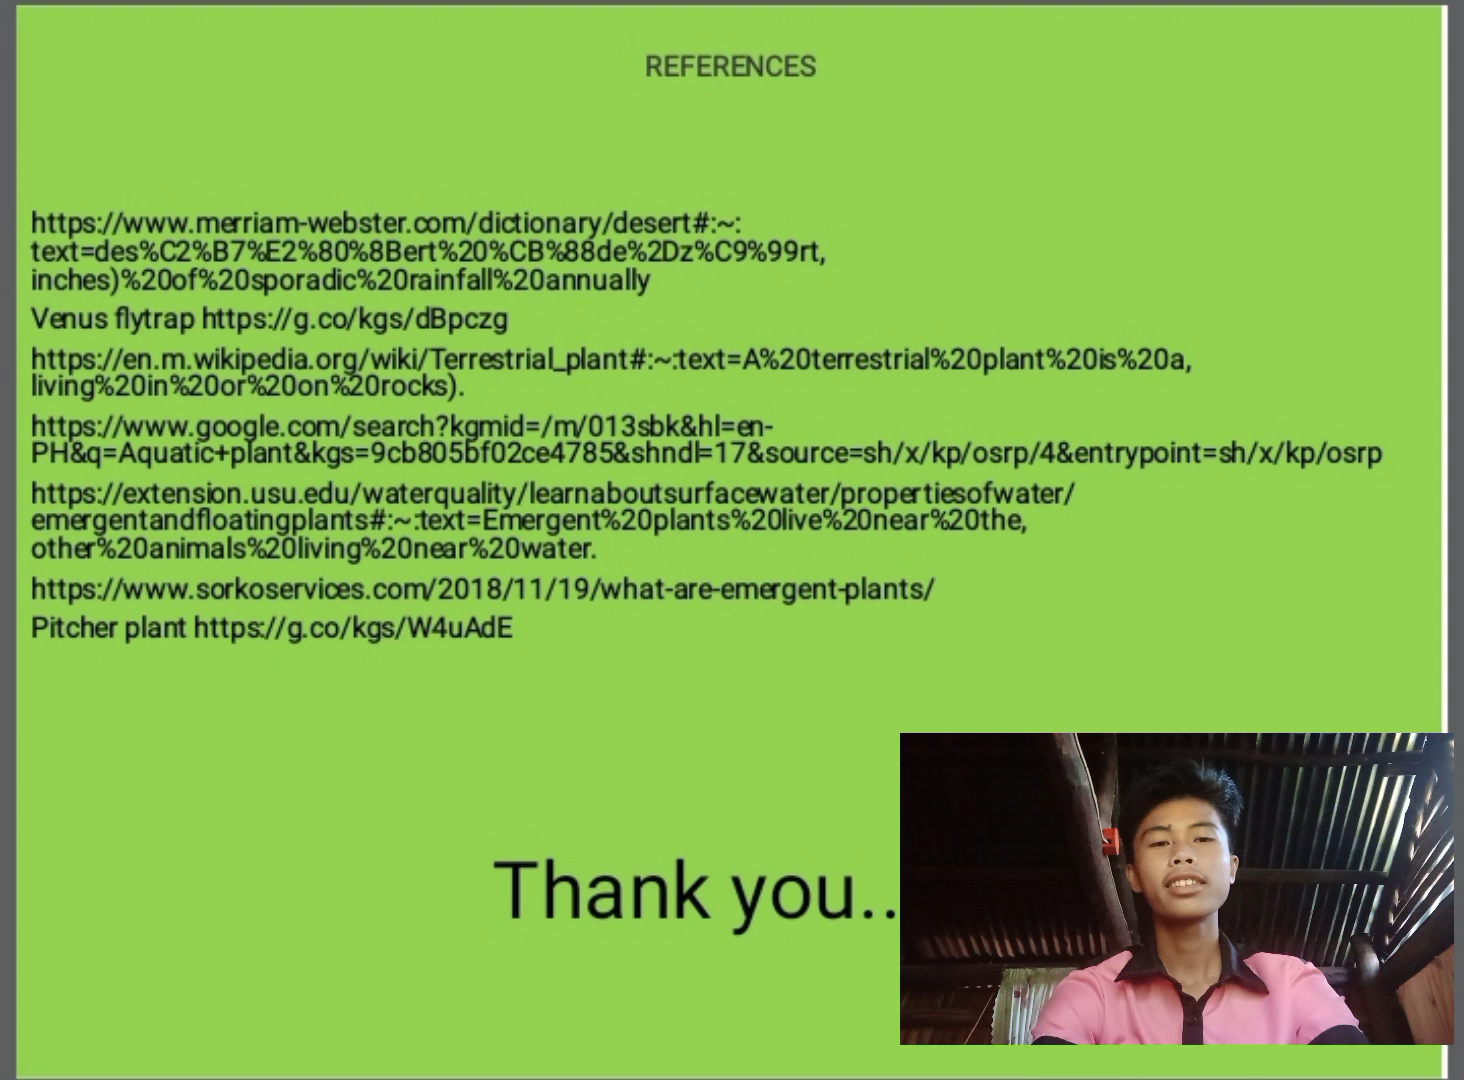 REFERENCES
https://www.merriam-webster.com/dictionary/desert#:~:
text=des%C2%B7%E2%80%8Bert%20%CB%88de%2Dz%C9%99rt,
inches)%20of%20sporadic%20rainfall%20annually
Venus flytrap https://g.co/kgs/dBpczg
https://en.m.wikipedia.org/wiki/Terrestrial_plant#:~:text=A%20terrestrial%20plant%20is%20a,
living%20in%20or%20on%20rocks).
https://www.google.com/search?kgmid=/m/013sbk&hl=en-
PH&q=Aquatic+plant&kgs=9cb805bf02ce4785&shndl=17&source=sh/x/kp/osrp/4&entrypoint=sh/x/kp/osrp
https://extension.usu.edu/waterquality/learnaboutsurfacewater/propertiesofwater/
emergentandfloatingplants#:~:text=Emergent%20plants%20live%20near%20the,
other%20animals%20living%20near%20water.
https://www.sorkoservices.com/2018/11/19/what-are-emergent-plants/
Pitcher plant https://g.co/kgs/W4uAdE
Thank you..